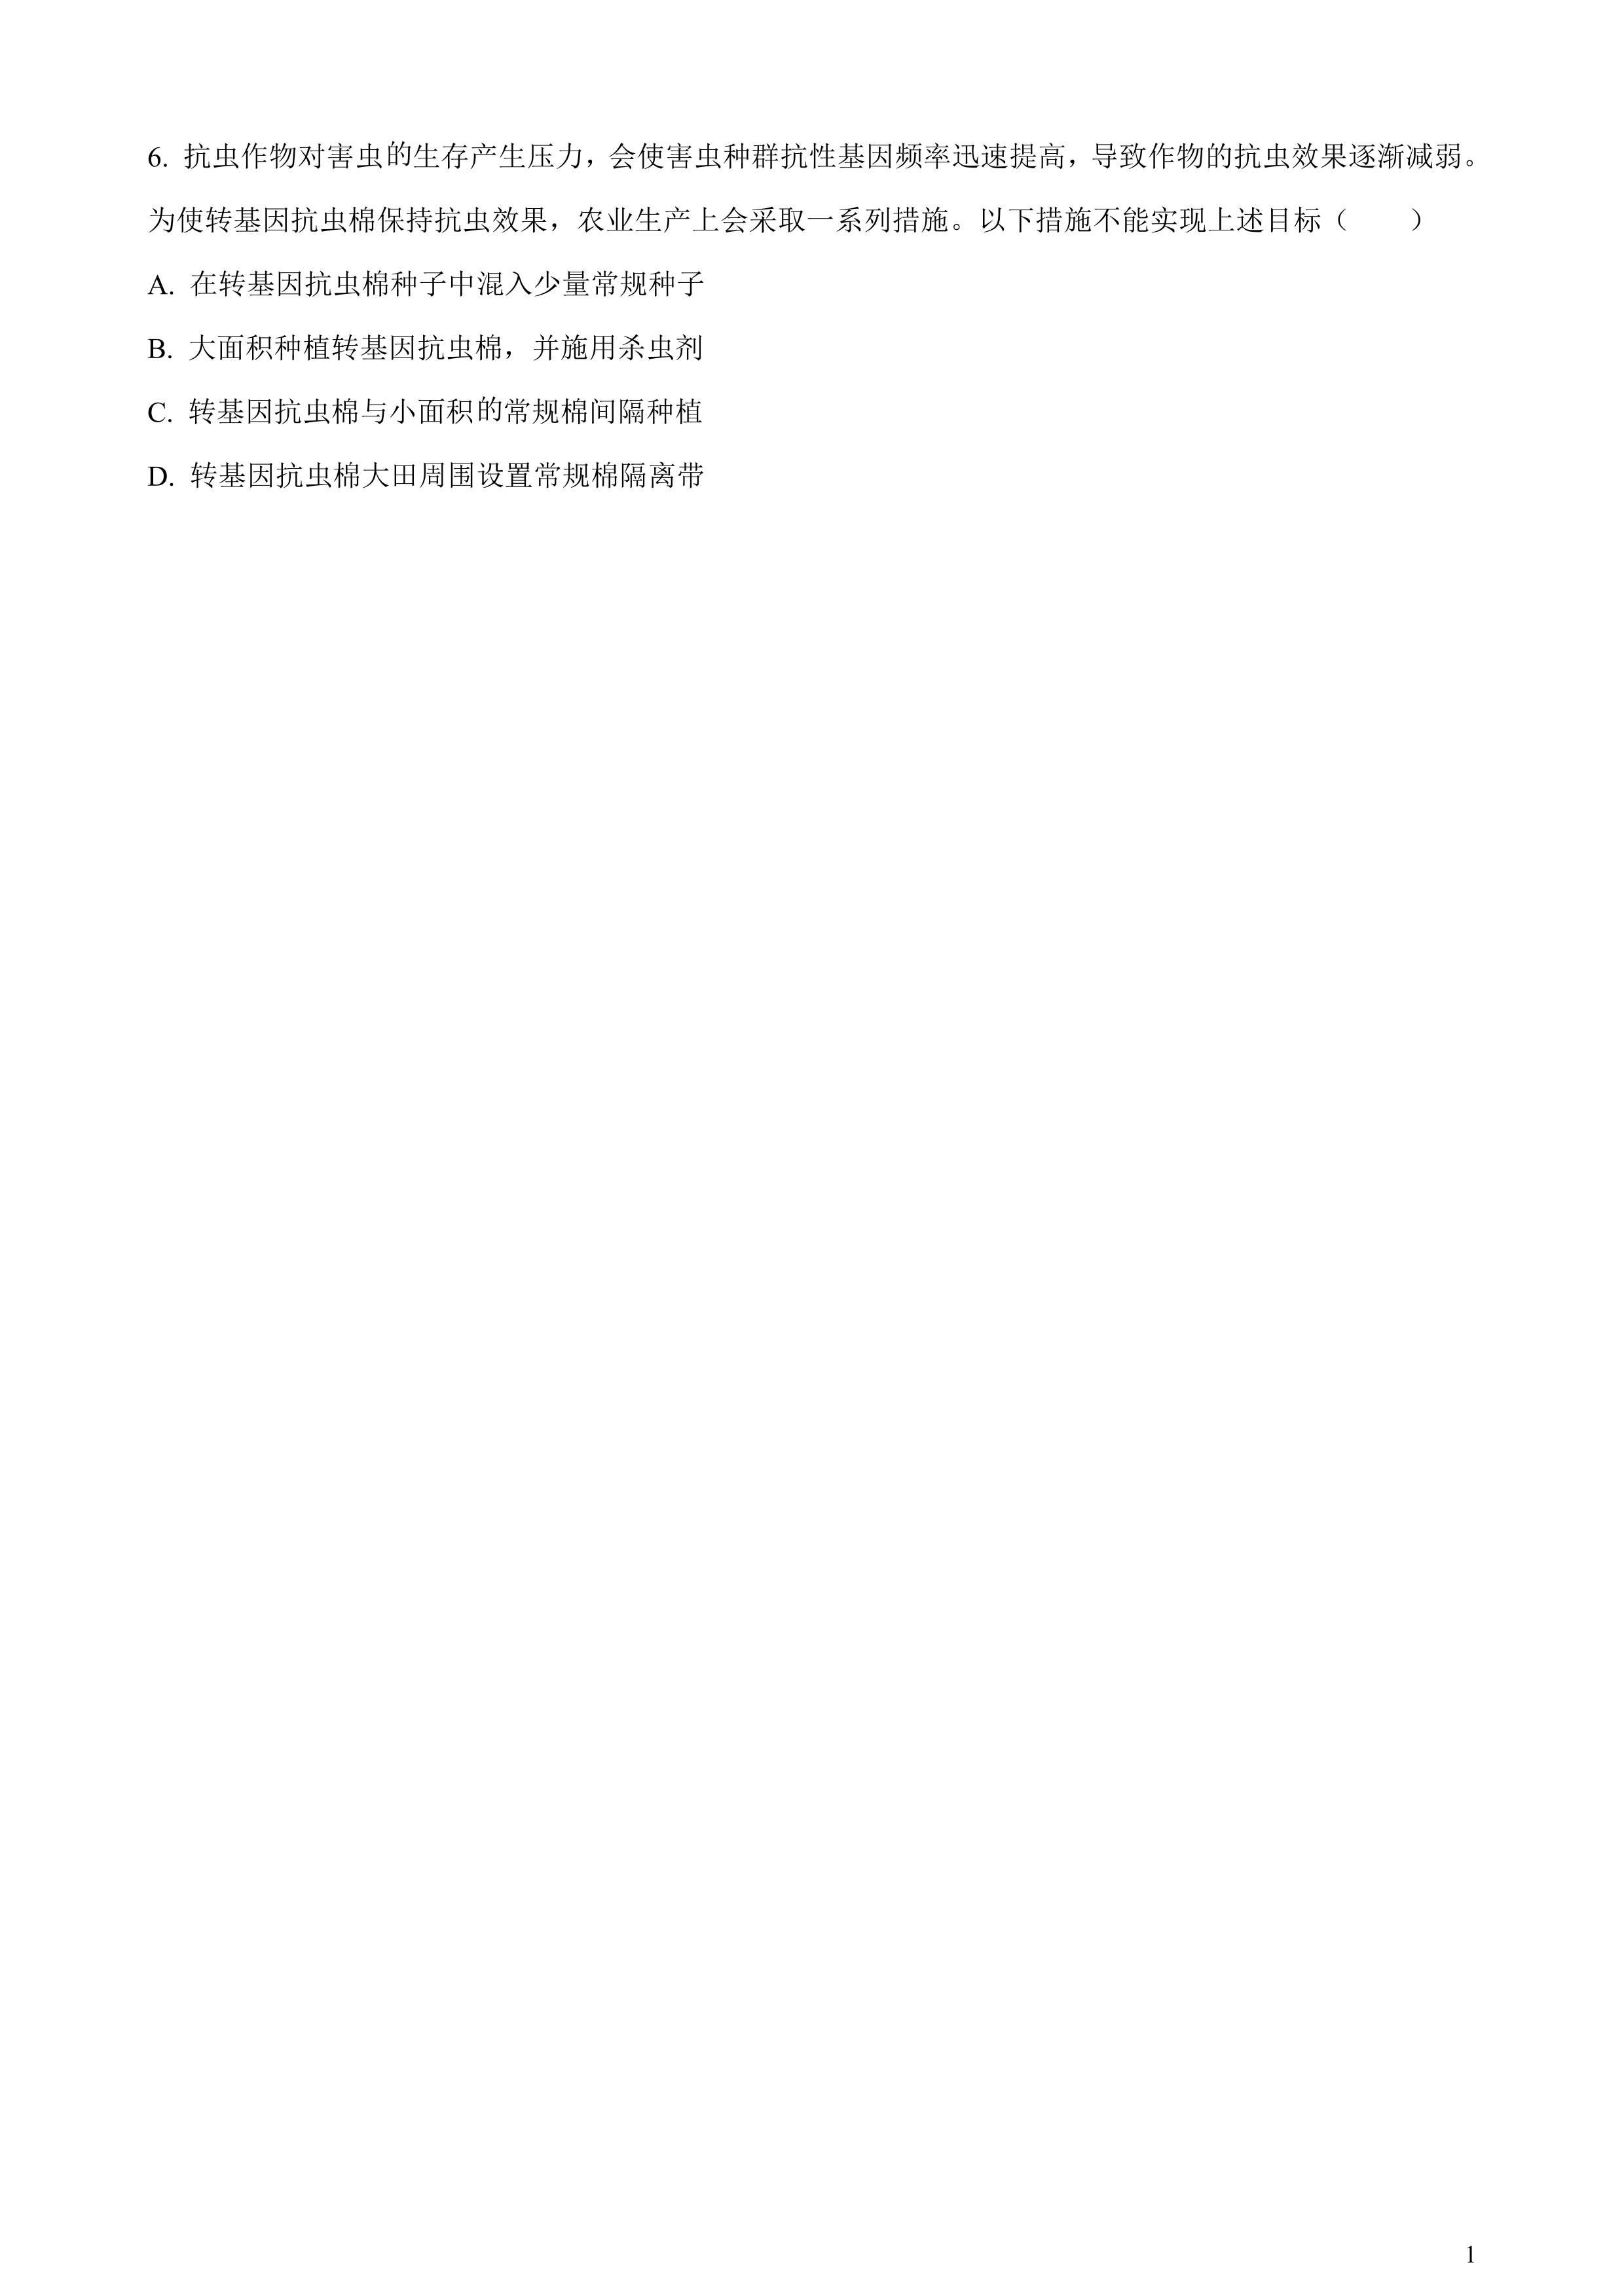 6. 抗虫作物对害虫的生存产生压力，会使害虫种群抗性基因频率迅速提高，导致作物的抗虫效果逐渐减弱。
为使转基因抗虫棉保持抗虫效果，农业生产上会采取一系列措施。以下措施不能实现上述目标（　　）
A. 在转基因抗虫棉种子中混入少量常规种子
B. 大面积种植转基因抗虫棉，并施用杀虫剂
C. 转基因抗虫棉与小面积的常规棉间隔种植
D. 转基因抗虫棉大田周围设置常规棉隔离带
1